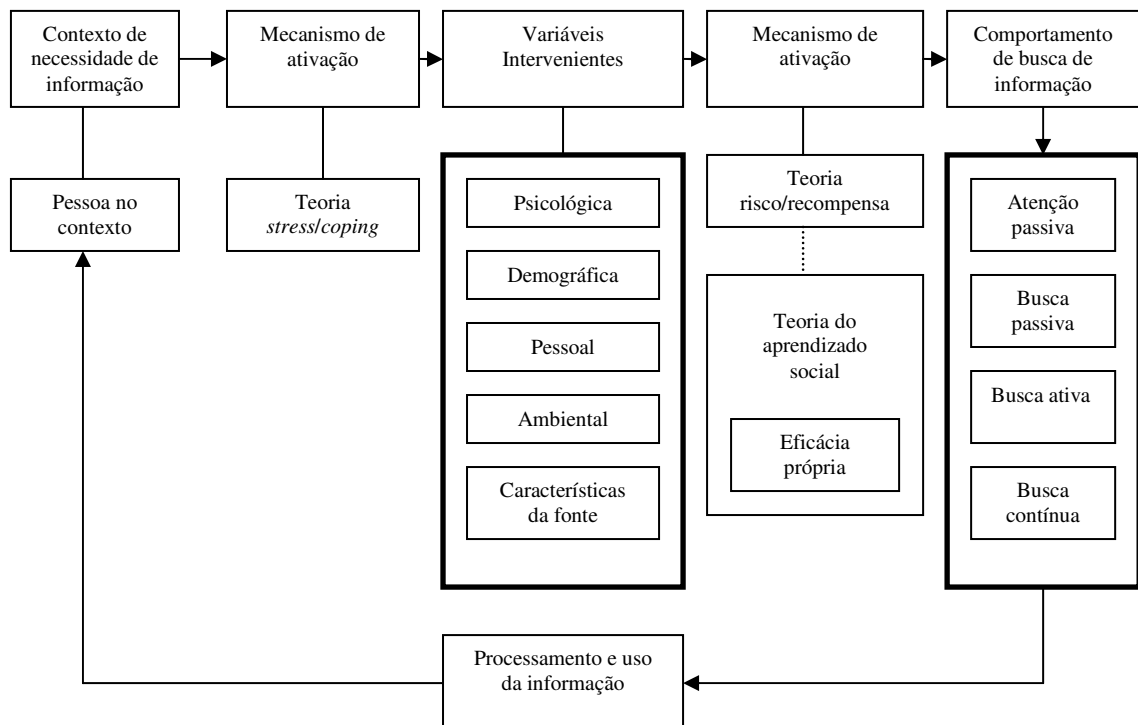 Contexto de
necessidade de
informação
Mecanismo de
ativação
Variáveis
Intervenientes
Mecanismo de
ativação
Comportamento
de busca de
informação
Pessoa no
contexto
Teoria
stress/coping
Psicológica
Demográfica
Pessoal
Ambiental
Características
da fonte
Teoria
risco/recompensa
Teoria do
aprendizado
social
Eficácia
própria
Atenção
passiva
Busca
passiva
Busca ativa
Busca
contínua
Processamento e uso
da informação